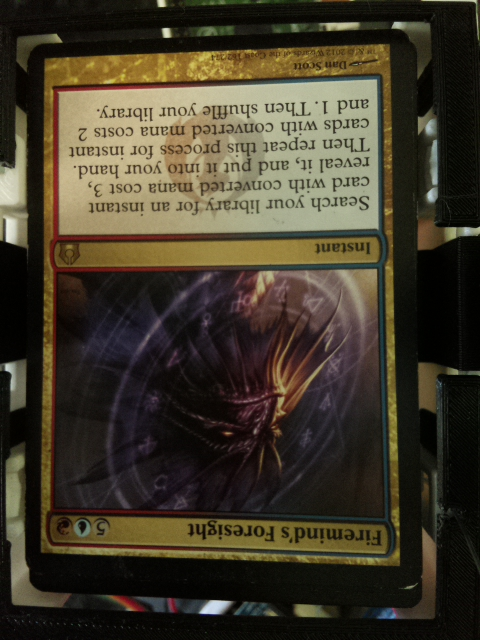 Firemind's Foresight 5
Instant
Search your library for an instant
card with converted mana cost 3,
reveal it, and put it into your hand.
Then repeat this process for instant
cards with converted mana costs 2
and 1. Then shuffle your library.
Dan Scott